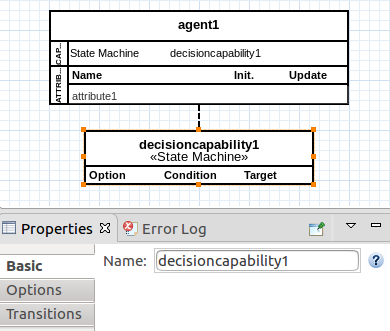 agent1
CAP...
State Machine decisioncapability1
ATTRIB...
Name Init. Update
attribute1
decisioncapability1
«State Machine»
Option Condition Target
Properties Error Log
Basic
Name: decisioncapability1
Options
Transitions